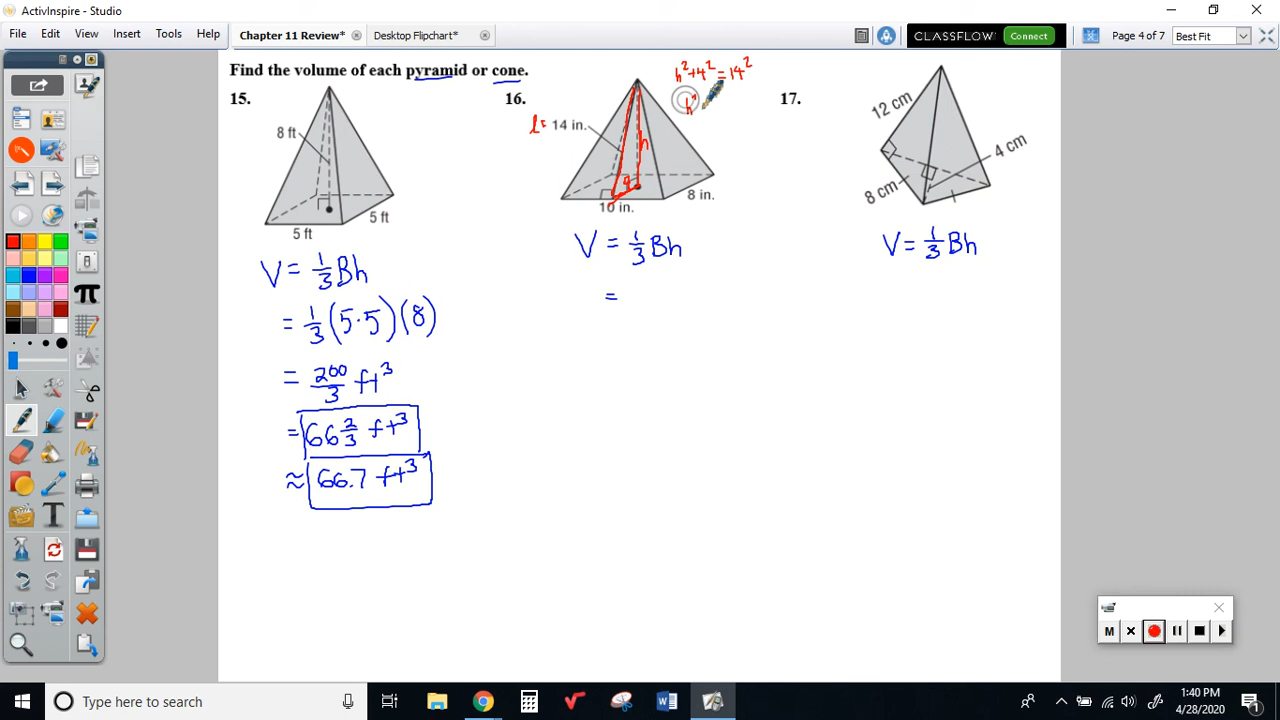 ActivInspire - Studio
File Edit View Insert Tools Help
Chapter 11 Review* Desktop Flipchart*
CLASSFLOW Connect Page 4 of 7 Best Fit
Find the volume of each pyramid or cone.
15.
8 ft
5 ft
5 ft
V = 1/3 Bh
= 1/3 (5·5)(8)
= 200/3 ft³
= 66 2/3 ft³
≈ 66.7 ft³
16.
h²+4²=14²
h²
l= 14 in.
h
4
10 in.
8 in.
V = 1/3 Bh
=
17.
12 cm
4 cm
8 cm
V = 1/3 Bh
M
Type here to search
1:40 PM
4/28/2020